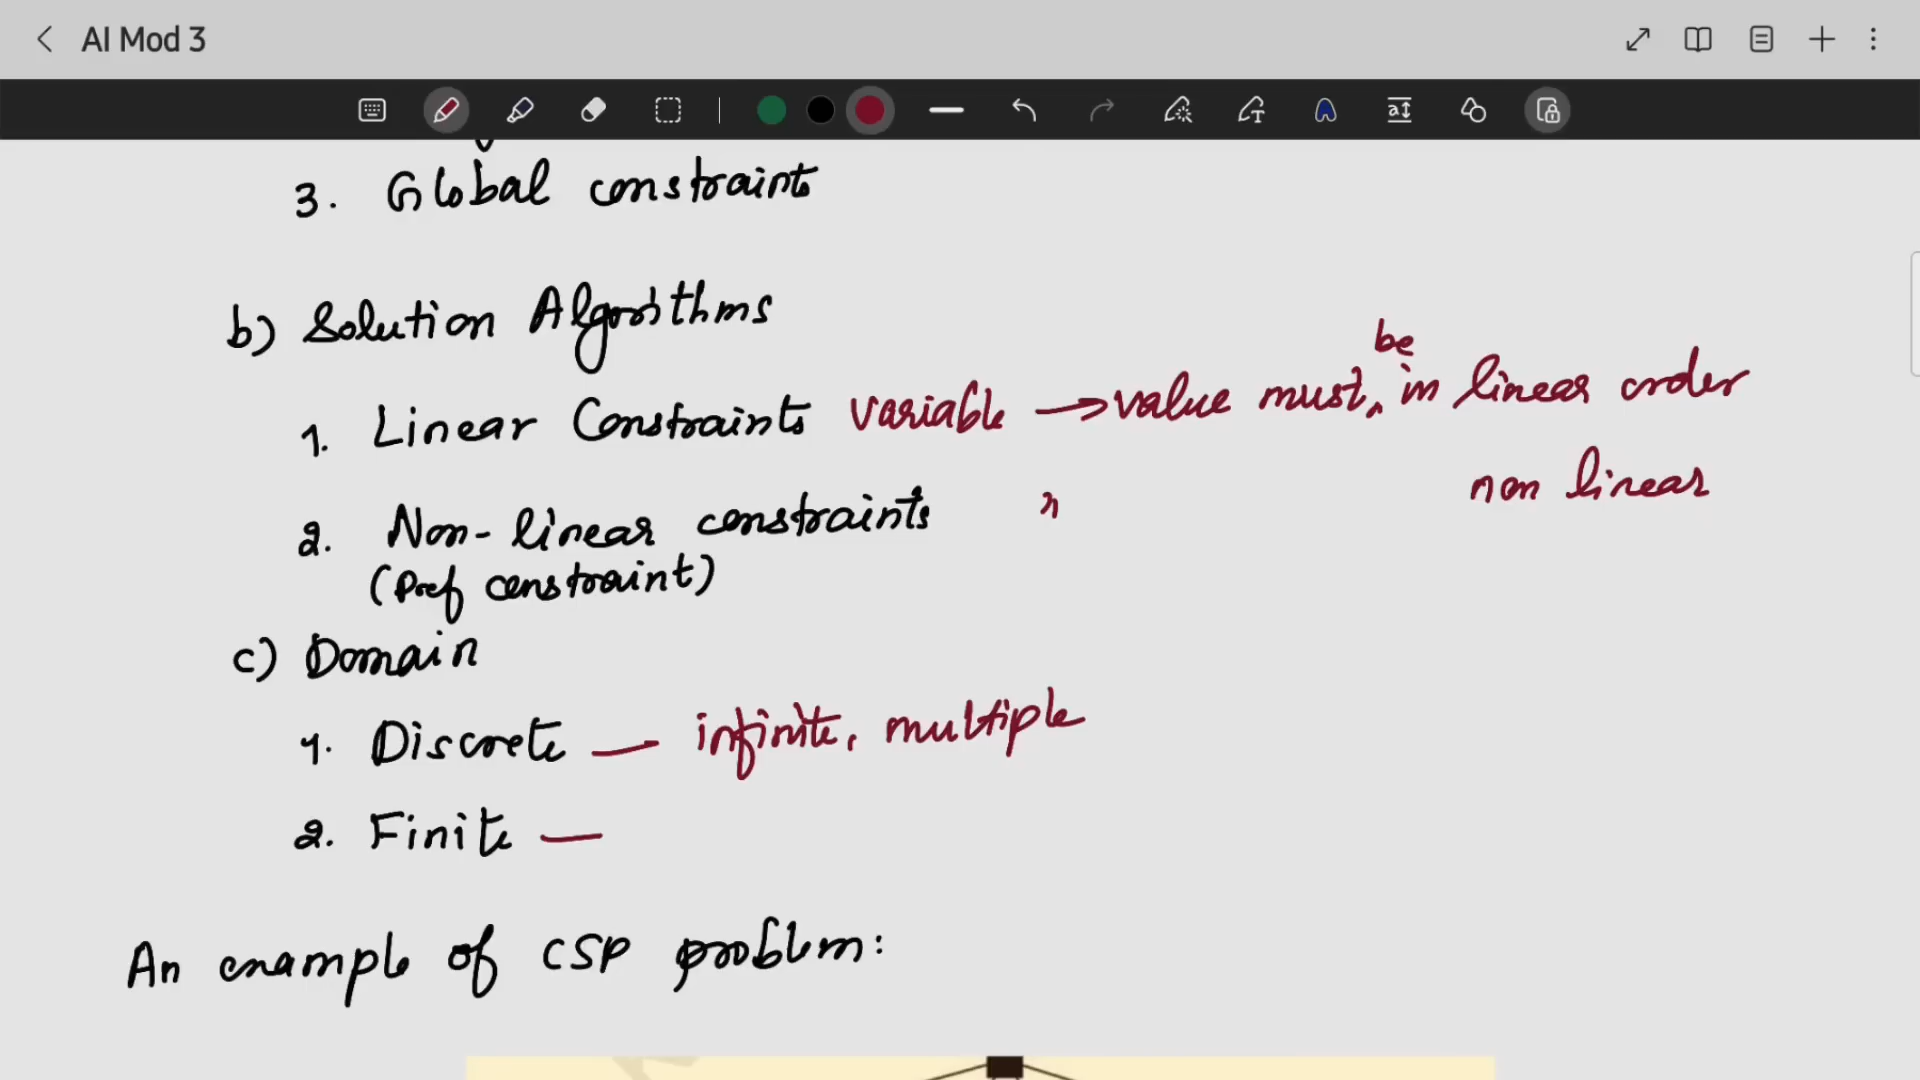 AI Mod 3
3. Global constraints
b) Solution Algorithms
be
1. Linear Constraints variable → value must in linear order
2. Non-linear constraints " non linear
(Pref constraint)
c) Domain
1. Discrete — infinite, multiple
2. Finite —
An example of CSP problem: